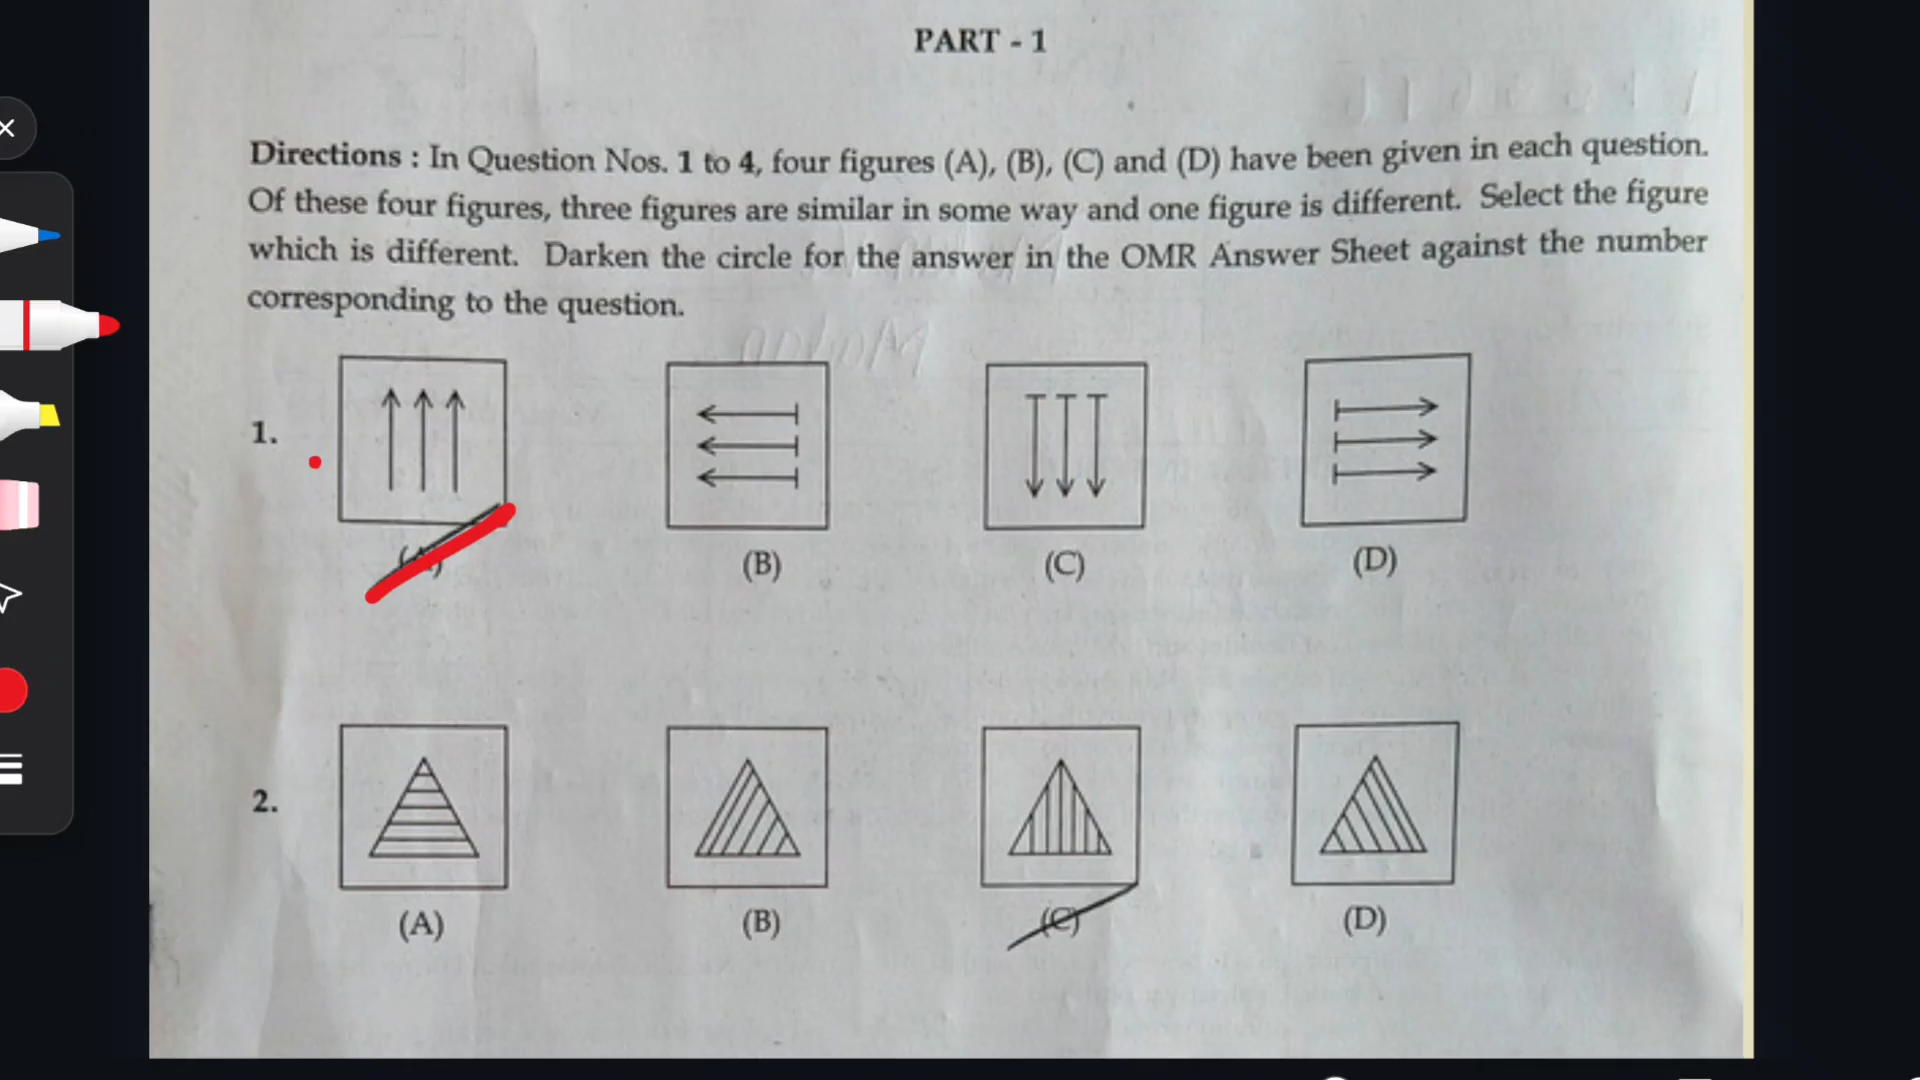 PART - 1
Directions : In Question Nos. 1 to 4, four figures (A), (B), (C) and (D) have been given in each question.
Of these four figures, three figures are similar in some way and one figure is different. Select the figure
which is different. Darken the circle for the answer in the OMR Answer Sheet against the number
corresponding to the question.
1.
(A) (B) (C) (D)
2.
(A) (B) (C) (D)